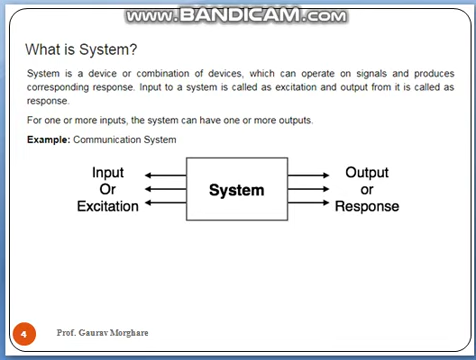 www.BANDICAM.com
What is System?
System is a device or combination of devices, which can operate on signals and produces
corresponding response. Input to a system is called as excitation and output from it is called as
response.
For one or more inputs, the system can have one or more outputs.
Example: Communication System
Input
Or
Excitation
System
Output
or
Response
4
Prof. Gaurav Morghare